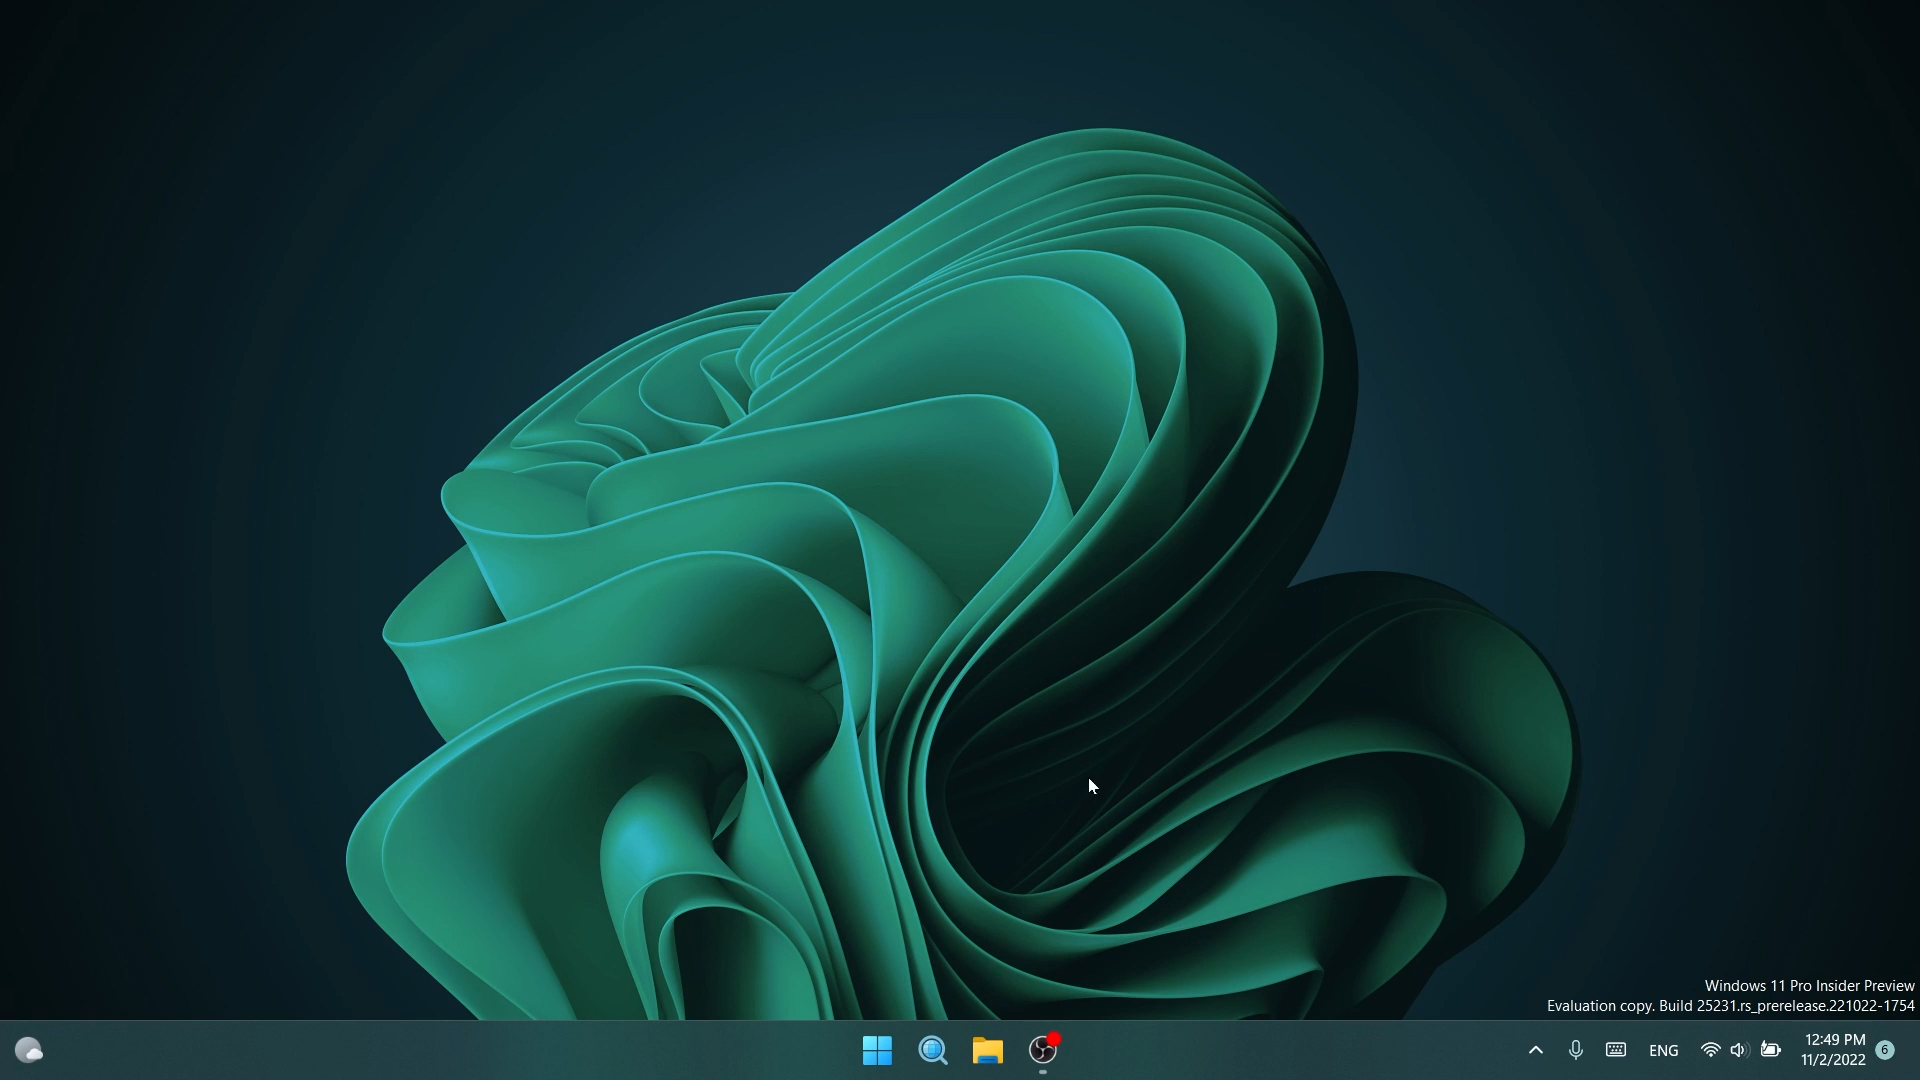 Windows 11 Pro Insider Preview
Evaluation copy. Build 25231.rs_prerelease.221022-1754
ENG
12:49 PM
11/2/2022
6